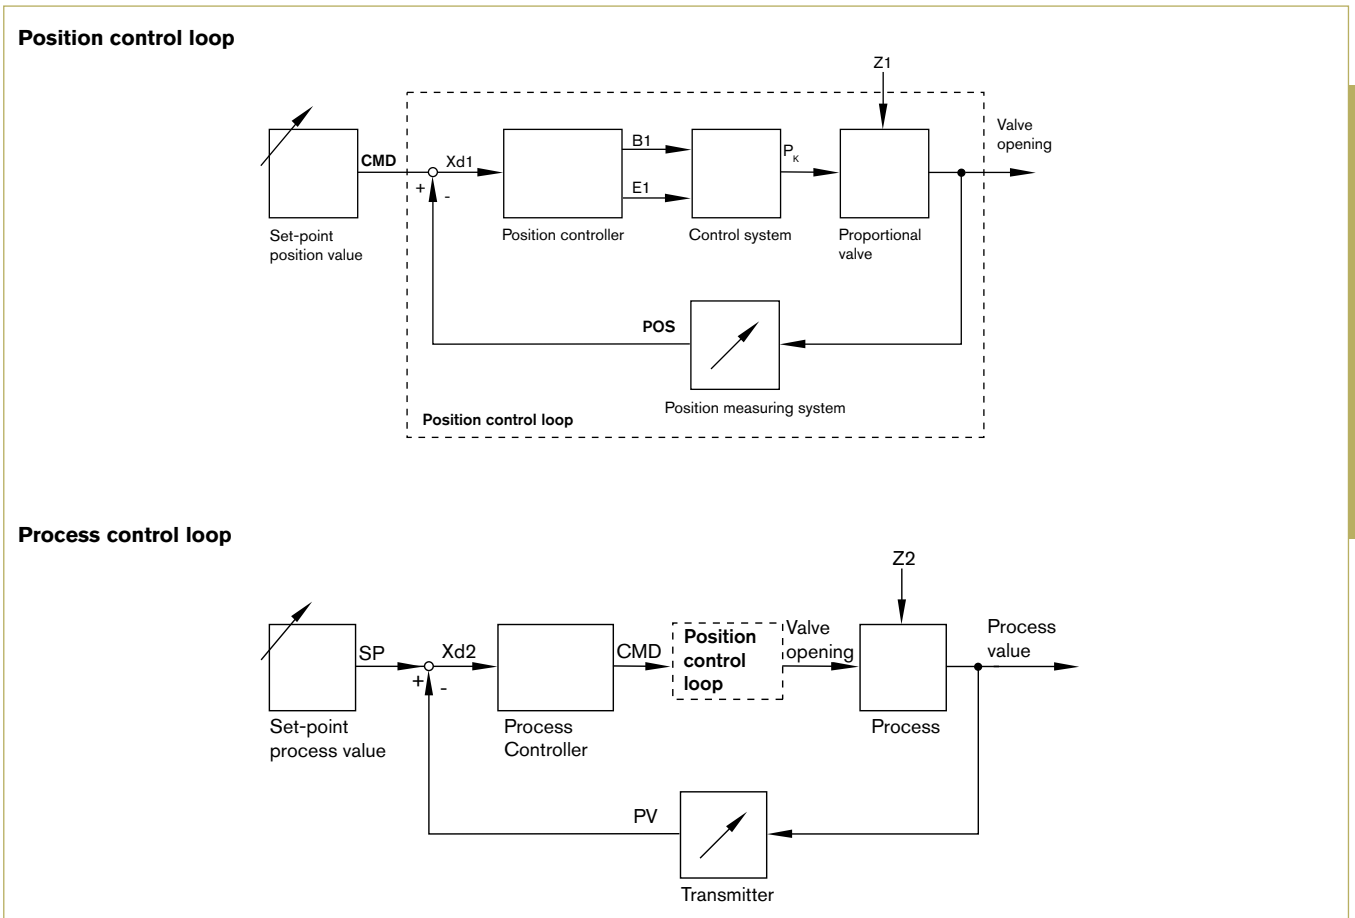 Position control loop
Z1
Valve
opening
CMD
Xd1
B1
PK
+
-
E1
Set-point
position value
Position controller
Control system
Proportional
valve
POS
Position measuring system
Position control loop
Process control loop
Z2
SP
Xd2
CMD
Position
control
loop
Valve
opening
Process
value
+
-
Set-point
process value
Process
Controller
Process
PV
Transmitter